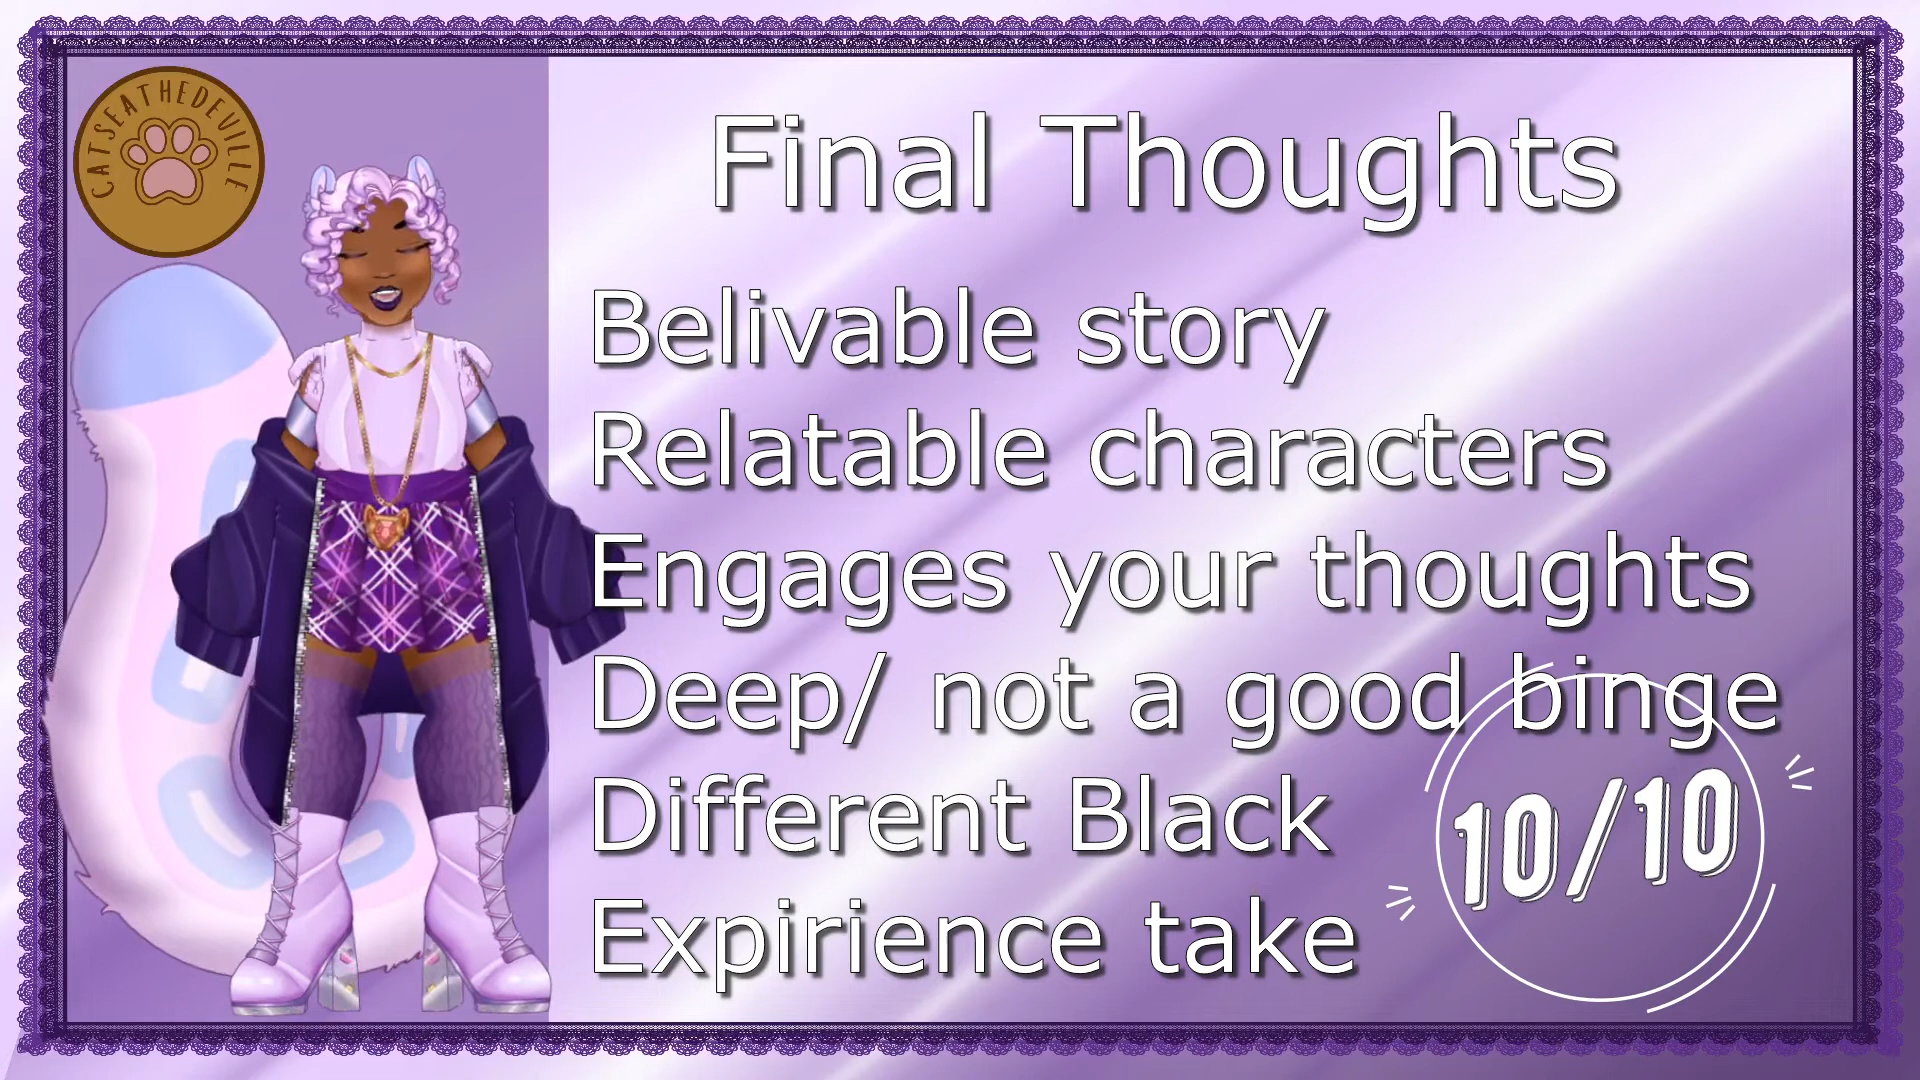 CATSEATHEDEVILLE
Final Thoughts
Belivable story
Relatable characters
Engages your thoughts
Deep/ not a good binge
Different Black
Expirience take
10/10